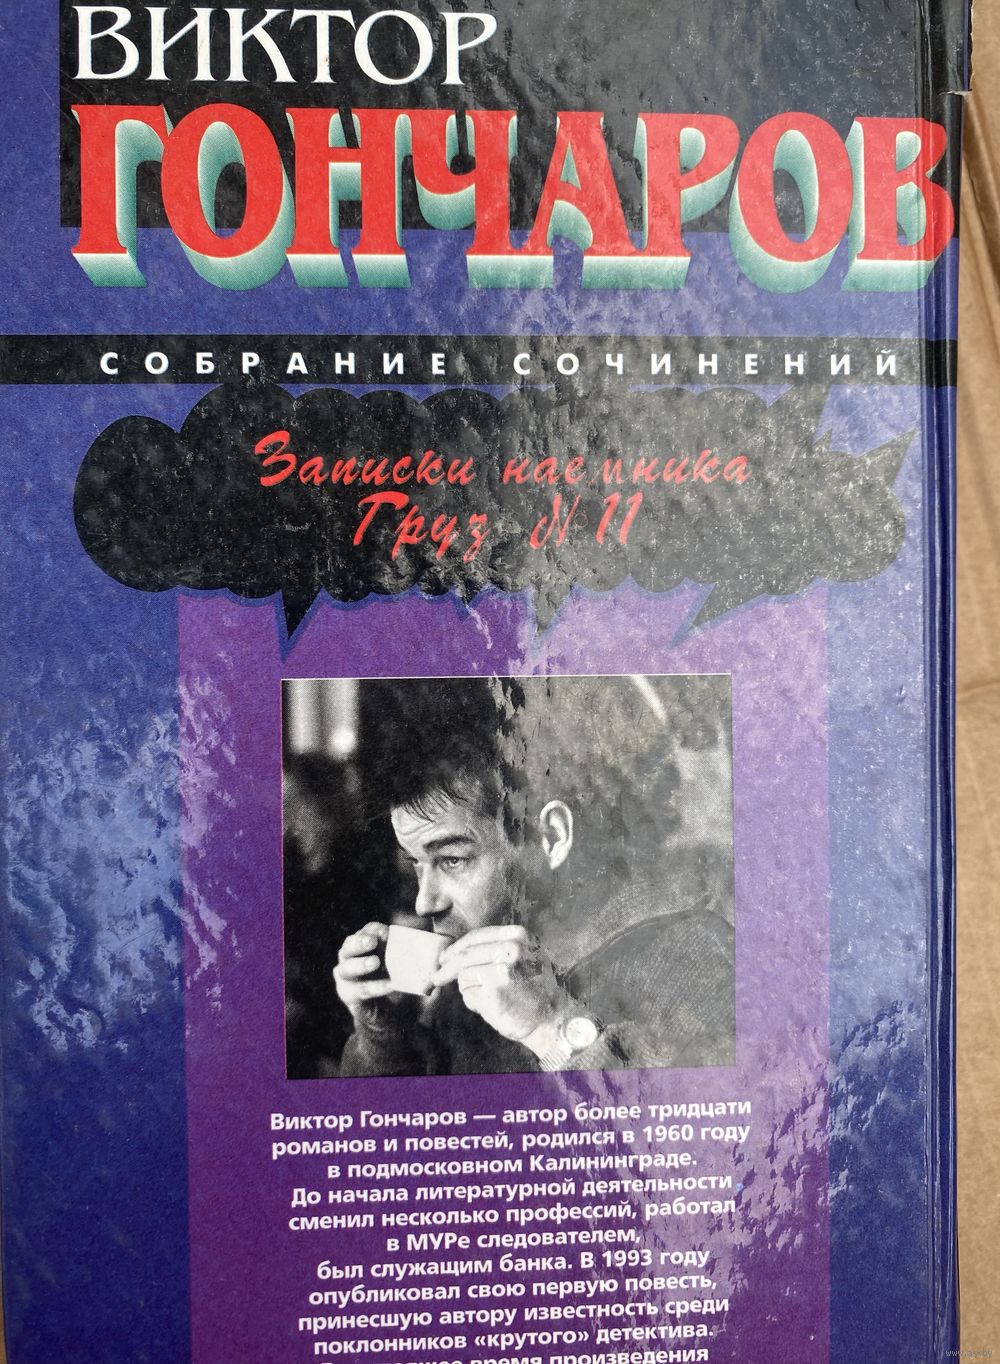 ВИКТОР
ГОНЧАРОВ
СОБРАНИЕ СОЧИНЕНИЙ
Записки наемника
Груз N 11
Виктор Гончаров — автор более тридцати
романов и повестей, родился в 1960 году
в подмосковном Калининграде.
До начала литературной деятельности
сменил несколько профессий, работал
в МУРе следователем,
был служащим банка. В 1993 году
опубликовал свою первую повесть,
принесшую автору известность среди
поклонников «крутого» детектива.
время произведения